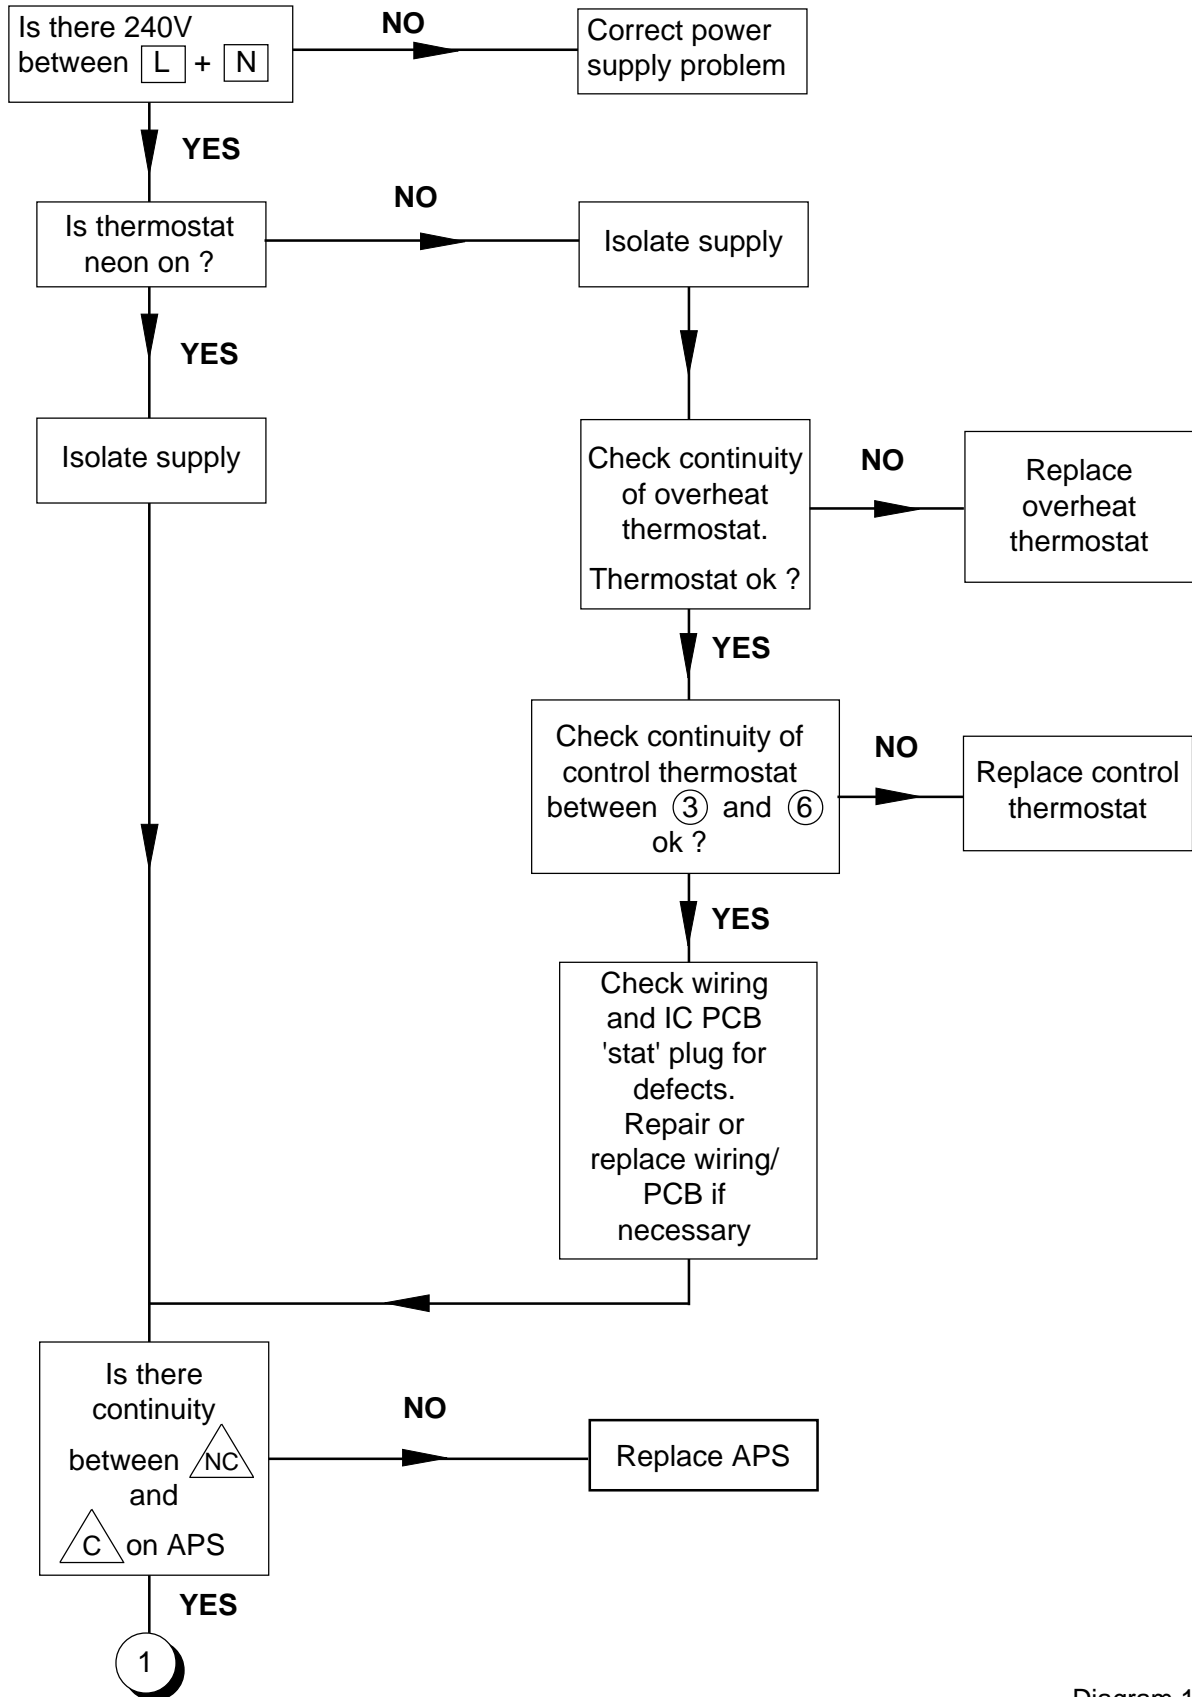 Is there 240V
between L + N
NO
Correct power
supply problem
YES
Is thermostat
neon on ?
NO
Isolate supply
YES
Isolate supply
Check continuity
of overheat
thermostat.
Thermostat ok ?
NO
Replace
overheat
thermostat
YES
Check continuity of
control thermostat
between 3 and 6
ok ?
NO
Replace control
thermostat
YES
Check wiring
and IC PCB
'stat' plug for
defects.
Repair or
replace wiring/
PCB if
necessary
Is there
continuity
between NC
and
C on APS
NO
Replace APS
YES
1
Diagram 1